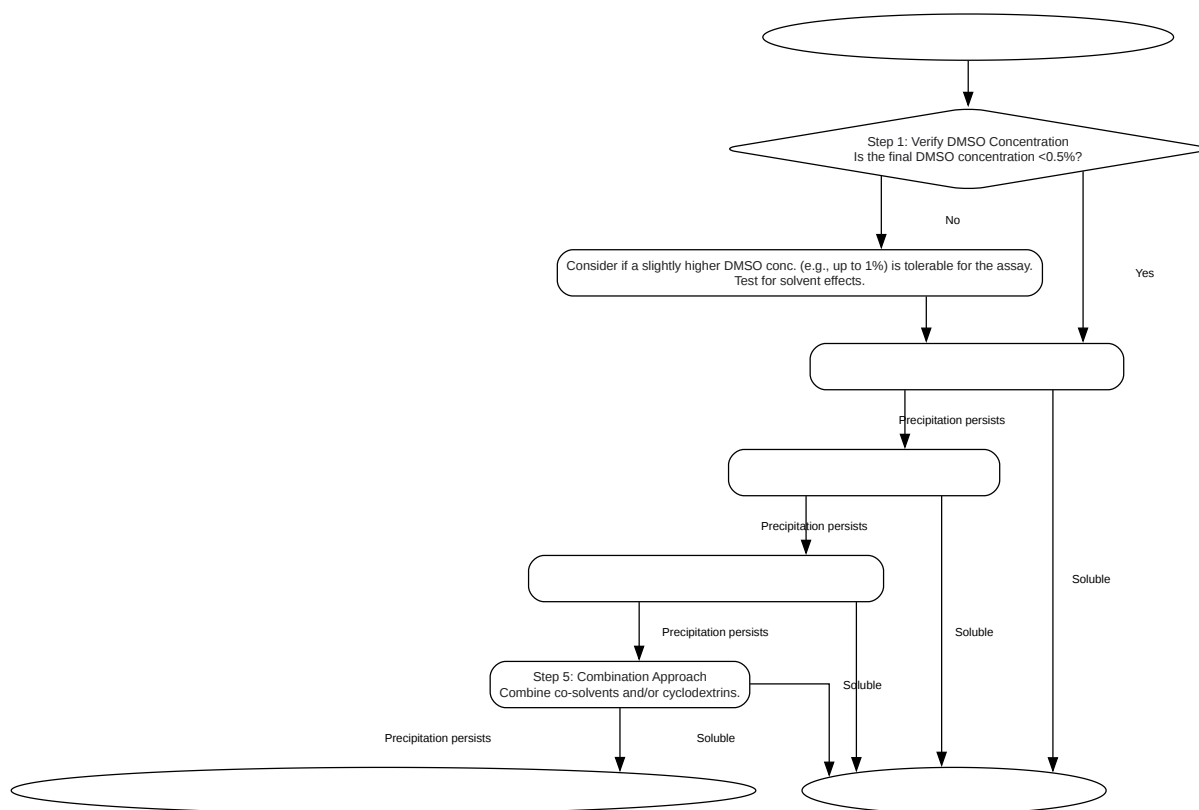 Step 1: Verify DMSO Concentration
Is the final DMSO concentration <0.5%?
No
Consider if a slightly higher DMSO conc. (e.g., up to 1%) is tolerable for the assay.
Test for solvent effects.
Yes
Precipitation persists
Precipitation persists
Soluble
Precipitation persists
Soluble
Step 5: Combination Approach
Combine co-solvents and/or cyclodextrins.
Soluble
Precipitation persists
Soluble